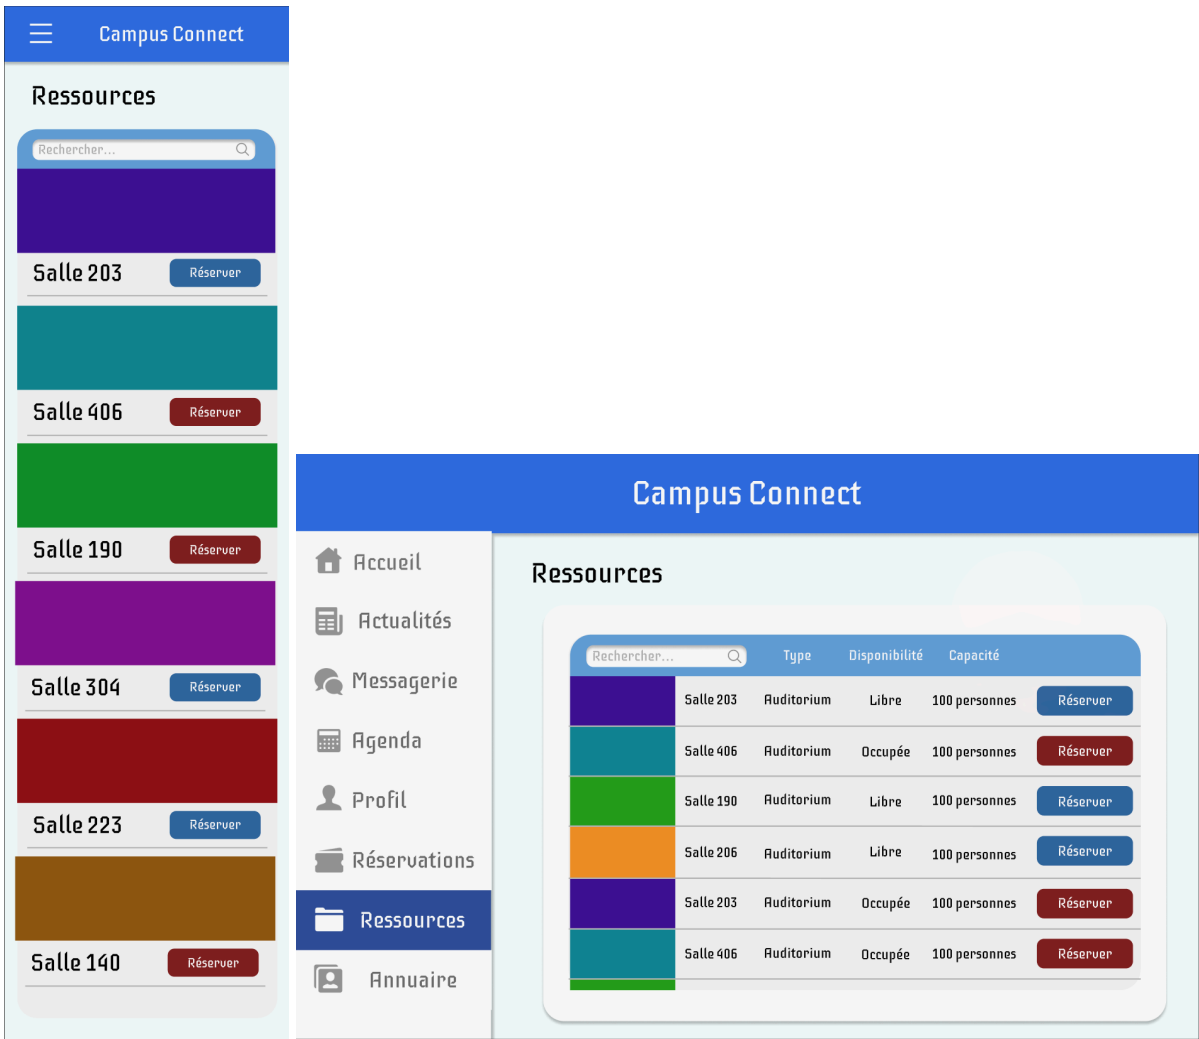 Campus Connect
Ressources
Rechercher...
Salle 203 Réserver
Salle 406 Réserver
Salle 190 Réserver
Salle 304 Réserver
Salle 223 Réserver
Salle 140 Réserver
Campus Connect
Accueil
Actualités
Messagerie
Agenda
Profil
Réservations
Ressources
Annuaire
Ressources
Rechercher... Type Disponibilité Capacité
Salle 203 Auditorium Libre 100 personnes Réserver
Salle 406 Auditorium Occupée 100 personnes Réserver
Salle 190 Auditorium Libre 100 personnes Réserver
Salle 206 Auditorium Libre 100 personnes Réserver
Salle 203 Auditorium Occupée 100 personnes Réserver
Salle 406 Auditorium Occupée 100 personnes Réserver